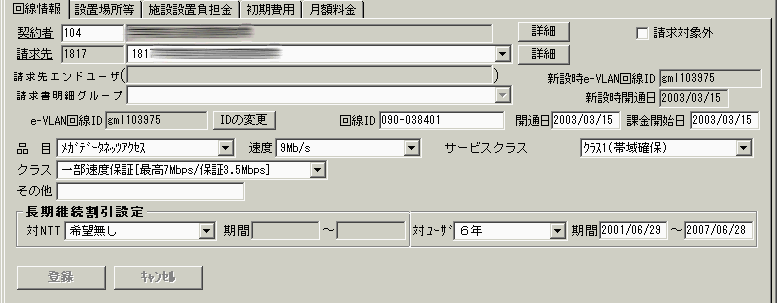 回線情報 設置場所等 施設設置負担金 初期費用 月額料金
契約者 104 詳細 請求対象外
請求先 1817 181 詳細
請求先エンドユーザ( ) 新設時e-VLAN回線ID gml103975
請求書明細グループ 新設時開通日 2003/03/15
e-VLAN回線ID gml103975 IDの変更 回線ID 090-038401 開通日 2003/03/15 課金開始日 2003/03/15
品 目 ﾒｶﾞﾃﾞｰﾀﾈｯﾂｱｸｾｽ 速度 9Mb/s サービスクラス ｸﾗｽ1(帯域確保)
クラス 一部速度保証[最高7Mbps/保証3.5Mbps]
その他
長期継続割引設定
対NTT 希望無し 期間 ～ 対ﾕｰｻﾞ 6年 期間 2001/06/29 ～ 2007/06/28
登録 ｷｬﾝｾﾙ